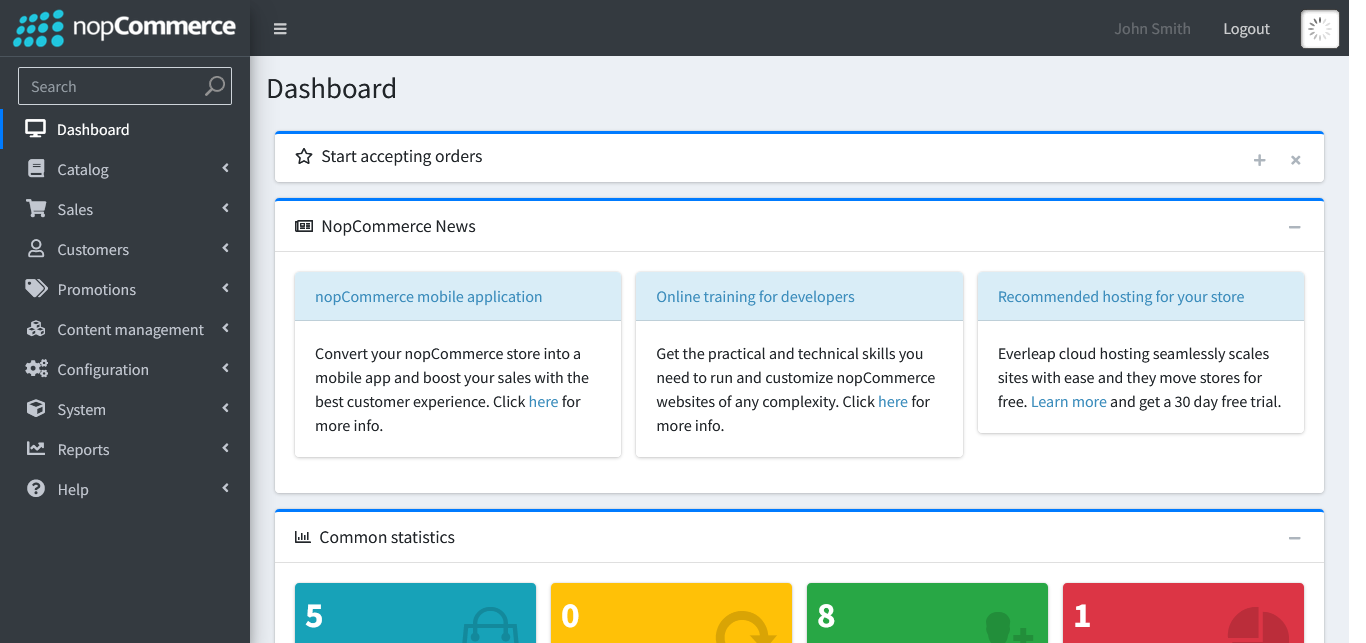 nopCommerce
John Smith
Logout
Search
Dashboard
Catalog
Sales
Customers
Promotions
Content management
Configuration
System
Reports
Help
Dashboard
Start accepting orders
NopCommerce News
nopCommerce mobile application
Convert your nopCommerce store into a
mobile app and boost your sales with the
best customer experience. Click here for
more info.
Online training for developers
Get the practical and technical skills you
need to run and customize nopCommerce
websites of any complexity. Click here for
more info.
Recommended hosting for your store
Everleap cloud hosting seamlessly scales
sites with ease and they move stores for
free. Learn more and get a 30 day free trial.
Common statistics
5
0
8
1